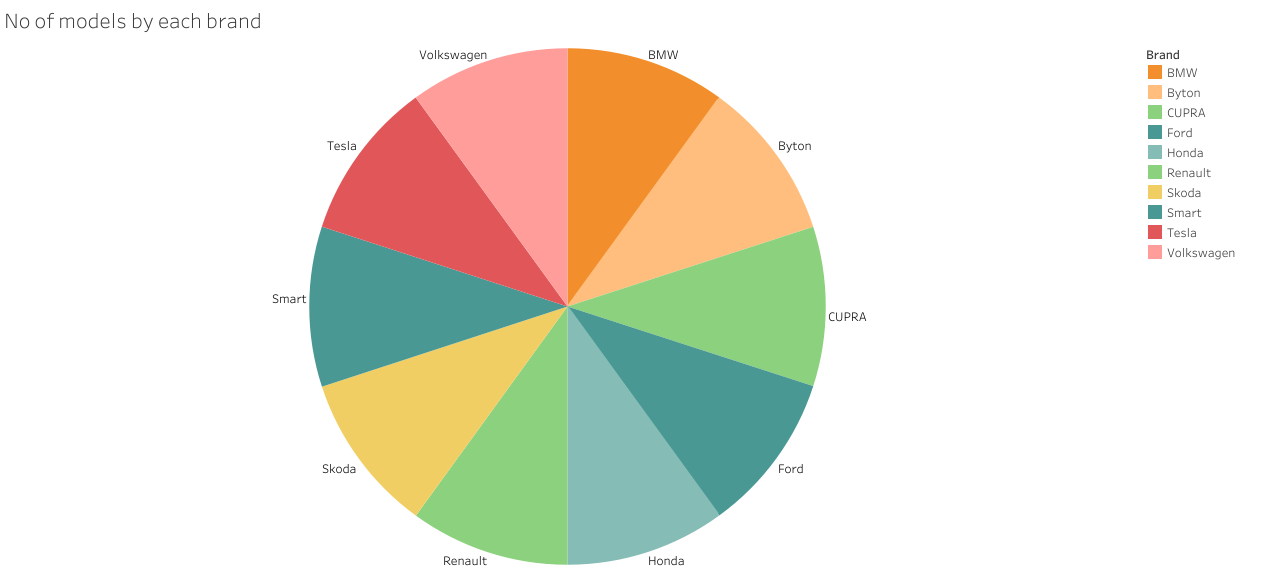 No of models by each brand
Volkswagen
BMW
Tesla
Byton
Smart
CUPRA
Skoda
Ford
Renault
Honda
Brand
BMW
Byton
CUPRA
Ford
Honda
Renault
Skoda
Smart
Tesla
Volkswagen